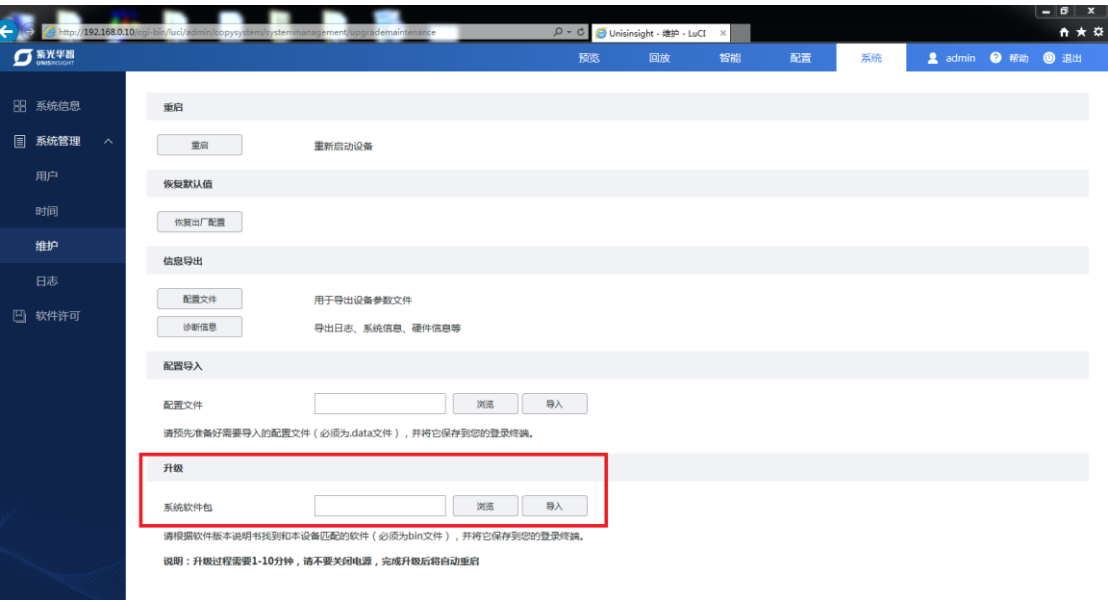 http://192.168.0.10/cgi-bin/luci/admin/copysystem/systemmanagement/upgrademaintenance
Unisinsight - 维护 - LuCI
紫光华智
UNISINSIGHT
预览 回放 智能 配置 系统 admin 帮助 退出
系统信息
系统管理
用户
时间
维护
日志
软件许可
重启
重启 重新启动设备
恢复默认值
恢复出厂配置
信息导出
配置文件 用于导出设备参数文件
诊断信息 导出日志、系统信息、硬件信息等
配置导入
配置文件 浏览 导入
请预先准备好需要导入的配置文件（必须为.data文件），并将它保存到您的登录终端。
升级
系统软件包 浏览 导入
请根据软件版本说明书找到和本设备匹配的软件（必须为bin文件），并将它保存到您的登录终端。
说明：升级过程需要1-10分钟，请不要关闭电源，完成升级后将自动重启